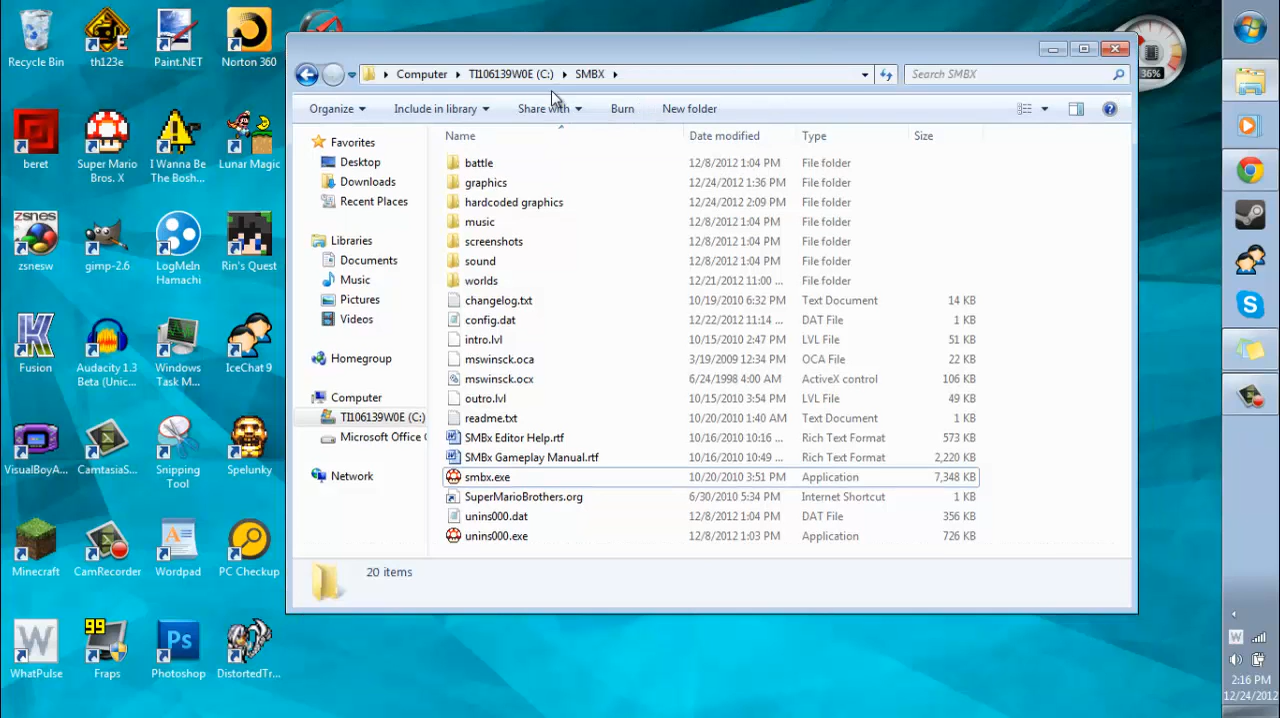 Recycle Bin
th123e
Paint.NET
Norton 360
beret
Super Mario
Bros. X
I Wanna Be
The Bosh...
Lunar Magic
ZSNES
zsnesw
gimp-2.6
LogMeIn
Hamachi
Rin's Quest
Fusion
Audacity 1.3
Beta (Unic...
Windows
Task M...
IceChat 9
VisualBoyA...
CamtasiaS...
Snipping
Tool
Spelunky
Minecraft
CamRecorder
Wordpad
PC Checkup
WhatPulse
99
Fraps
Ps
Photoshop
DistortedTr...
Computer
TI106139W0E (C:)
SMBX
Search SMBX
Organize
Include in library
Share with
Burn
New folder
Favorites
Desktop
Downloads
Recent Places
Libraries
Documents
Music
Pictures
Videos
Homegroup
Computer
TI106139W0E (C:)
Microsoft Office
Network
Name Date modified Type Size
battle 12/8/2012 1:04 PM File folder
graphics 12/24/2012 1:36 PM File folder
hardcoded graphics 12/24/2012 2:09 PM File folder
music 12/8/2012 1:04 PM File folder
screenshots 12/8/2012 1:04 PM File folder
sound 12/8/2012 1:04 PM File folder
worlds 12/21/2012 11:00 ... File folder
changelog.txt 10/19/2010 6:32 PM Text Document 14 KB
config.dat 12/22/2012 11:14 ... DAT File 1 KB
intro.lvl 10/15/2010 2:47 PM LVL File 51 KB
mswinsck.oca 3/19/2009 12:34 PM OCA File 22 KB
mswinsck.ocx 6/24/1998 4:00 AM ActiveX control 106 KB
outro.lvl 10/15/2010 3:54 PM LVL File 49 KB
readme.txt 10/20/2010 1:40 AM Text Document 1 KB
SMBx Editor Help.rtf 10/16/2010 10:16 ... Rich Text Format 573 KB
SMBx Gameplay Manual.rtf 10/16/2010 10:49 ... Rich Text Format 2,220 KB
smbx.exe 10/20/2010 3:51 PM Application 7,348 KB
SuperMarioBrothers.org 6/30/2010 5:34 PM Internet Shortcut 1 KB
unins000.dat 12/8/2012 1:04 PM DAT File 356 KB
unins000.exe 12/8/2012 1:03 PM Application 726 KB
20 items
36%
2:16 PM
12/24/2012